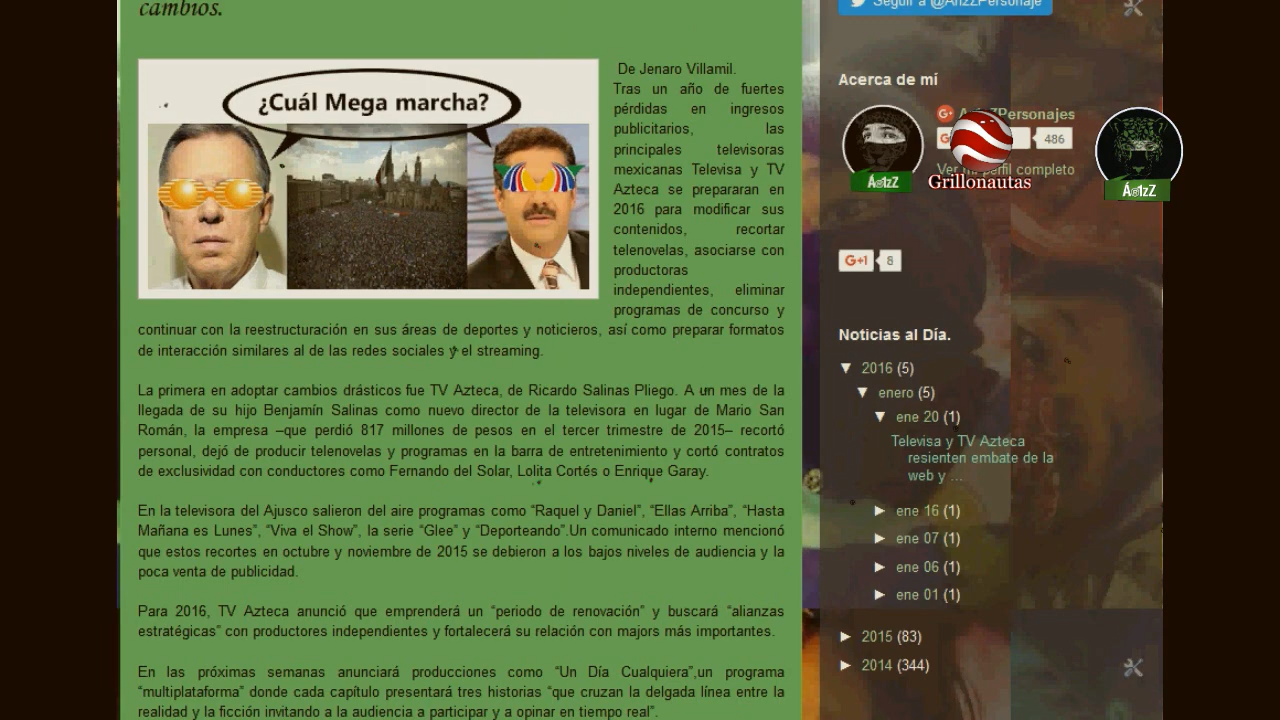 cambios.
¿Cuál Mega marcha?
De Jenaro Villamil.
Tras un año de fuertes
pérdidas en ingresos
publicitarios, las
principales televisoras
mexicanas Televisa y TV
Azteca se prepararan en
2016 para modificar sus
contenidos, recortar
telenovelas, asociarse con
productoras
independientes, eliminar
programas de concurso y
continuar con la reestructuración en sus áreas de deportes y noticieros, así como preparar formatos
de interacción similares al de las redes sociales y el streaming.
La primera en adoptar cambios drásticos fue TV Azteca, de Ricardo Salinas Pliego. A un mes de la
llegada de su hijo Benjamín Salinas como nuevo director de la televisora en lugar de Mario San
Román, la empresa –que perdió 817 millones de pesos en el tercer trimestre de 2015– recortó
personal, dejó de producir telenovelas y programas en la barra de entretenimiento y cortó contratos
de exclusividad con conductores como Fernando del Solar, Lolita Cortés o Enrique Garay.
En la televisora del Ajusco salieron del aire programas como “Raquel y Daniel”, “Ellas Arriba”, “Hasta
Mañana es Lunes”, “Viva el Show”, la serie “Glee” y “Deporteando”.Un comunicado interno mencionó
que estos recortes en octubre y noviembre de 2015 se debieron a los bajos niveles de audiencia y la
poca venta de publicidad.
Para 2016, TV Azteca anunció que emprenderá un “periodo de renovación” y buscará “alianzas
estratégicas” con productores independientes y fortalecerá su relación con majors más importantes.
En las próximas semanas anunciará producciones como “Un Día Cualquiera”,un programa
“multiplataforma” donde cada capítulo presentará tres historias “que cruzan la delgada línea entre la
realidad y la ficción invitando a la audiencia a participar y a opinar en tiempo real”.
Seguir a @Ar1zZPersonaje
Acerca de mí
Personajes
486
Ver mi perfil completo
Grillonautas
Á®1zZ
Á®1zZ
G+1 8
Noticias al Día.
▼ 2016 (5)
▼ enero (5)
▼ ene 20 (1)
Televisa y TV Azteca
resienten embate de la
web y ...
► ene 16 (1)
► ene 07 (1)
► ene 06 (1)
► ene 01 (1)
► 2015 (83)
► 2014 (344)